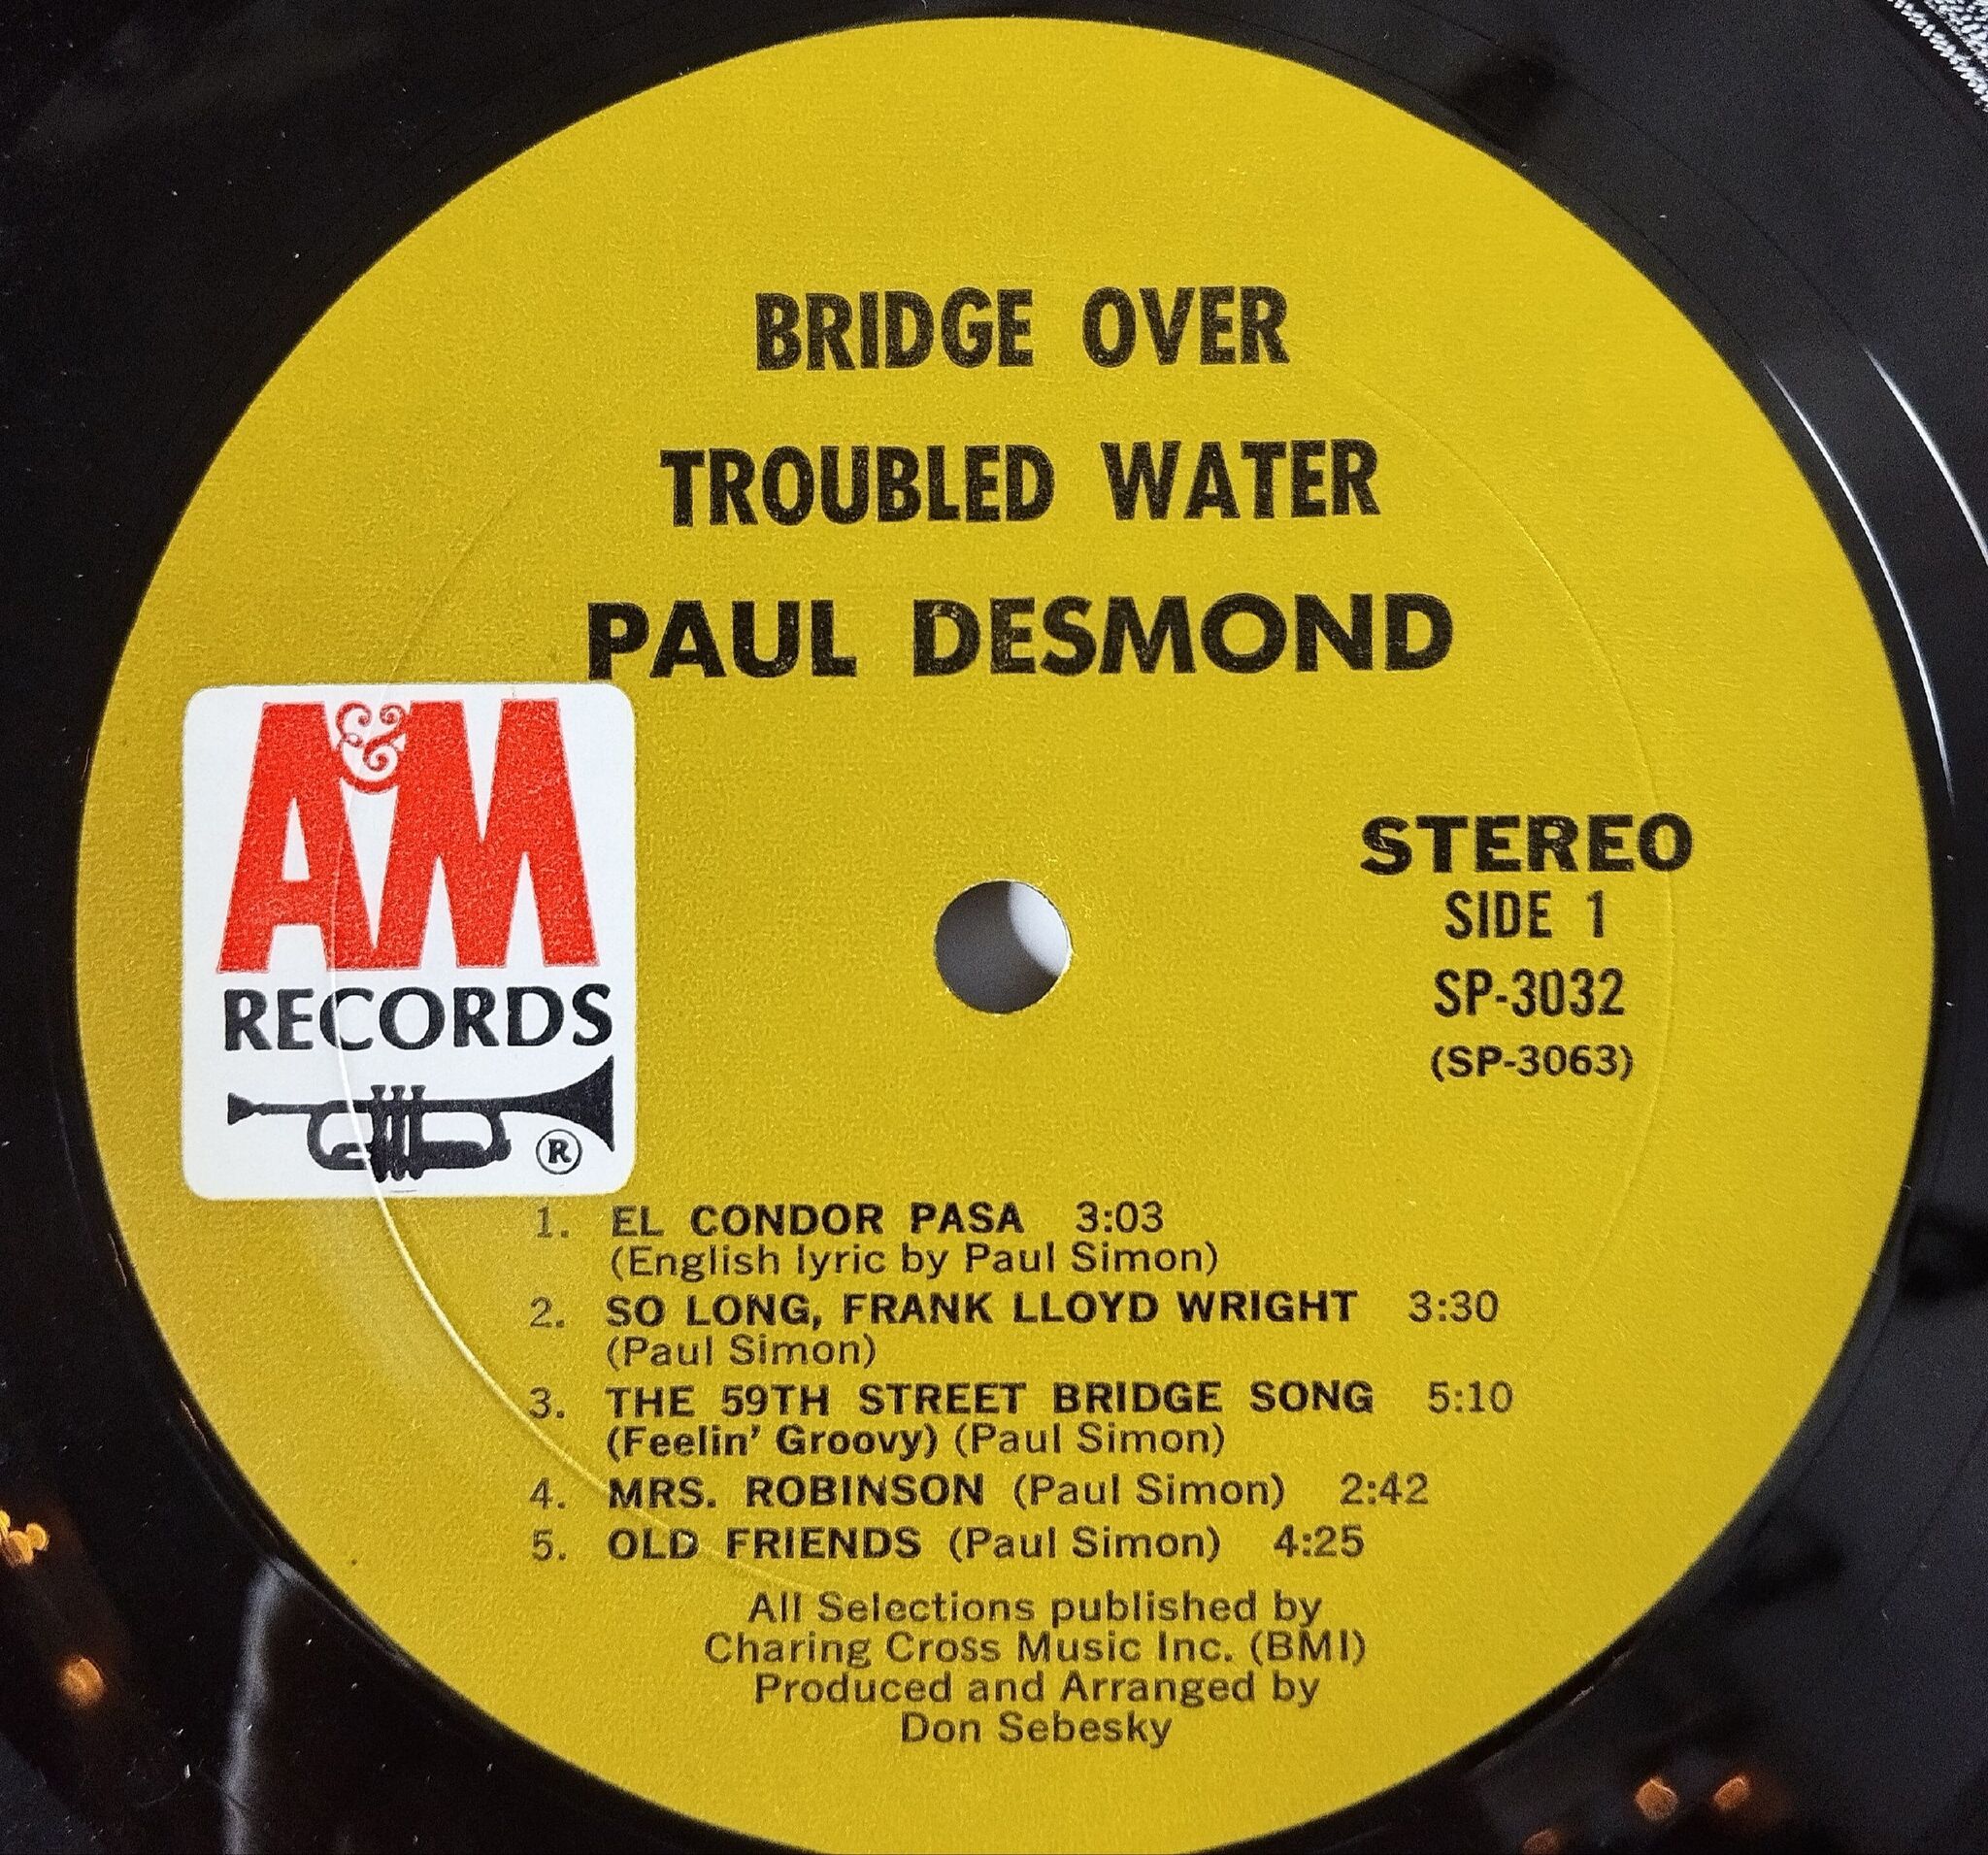 BRIDGE OVER
TROUBLED WATER
PAUL DESMOND
A&M
RECORDS
®
STEREO
SIDE 1
SP-3032
(SP-3063)
1. EL CONDOR PASA 3:03
(English lyric by Paul Simon)
2. SO LONG, FRANK LLOYD WRIGHT 3:30
(Paul Simon)
3. THE 59TH STREET BRIDGE SONG 5:10
(Feelin' Groovy) (Paul Simon)
4. MRS. ROBINSON (Paul Simon) 2:42
5. OLD FRIENDS (Paul Simon) 4:25
All Selections published by
Charing Cross Music Inc. (BMI)
Produced and Arranged by
Don Sebesky